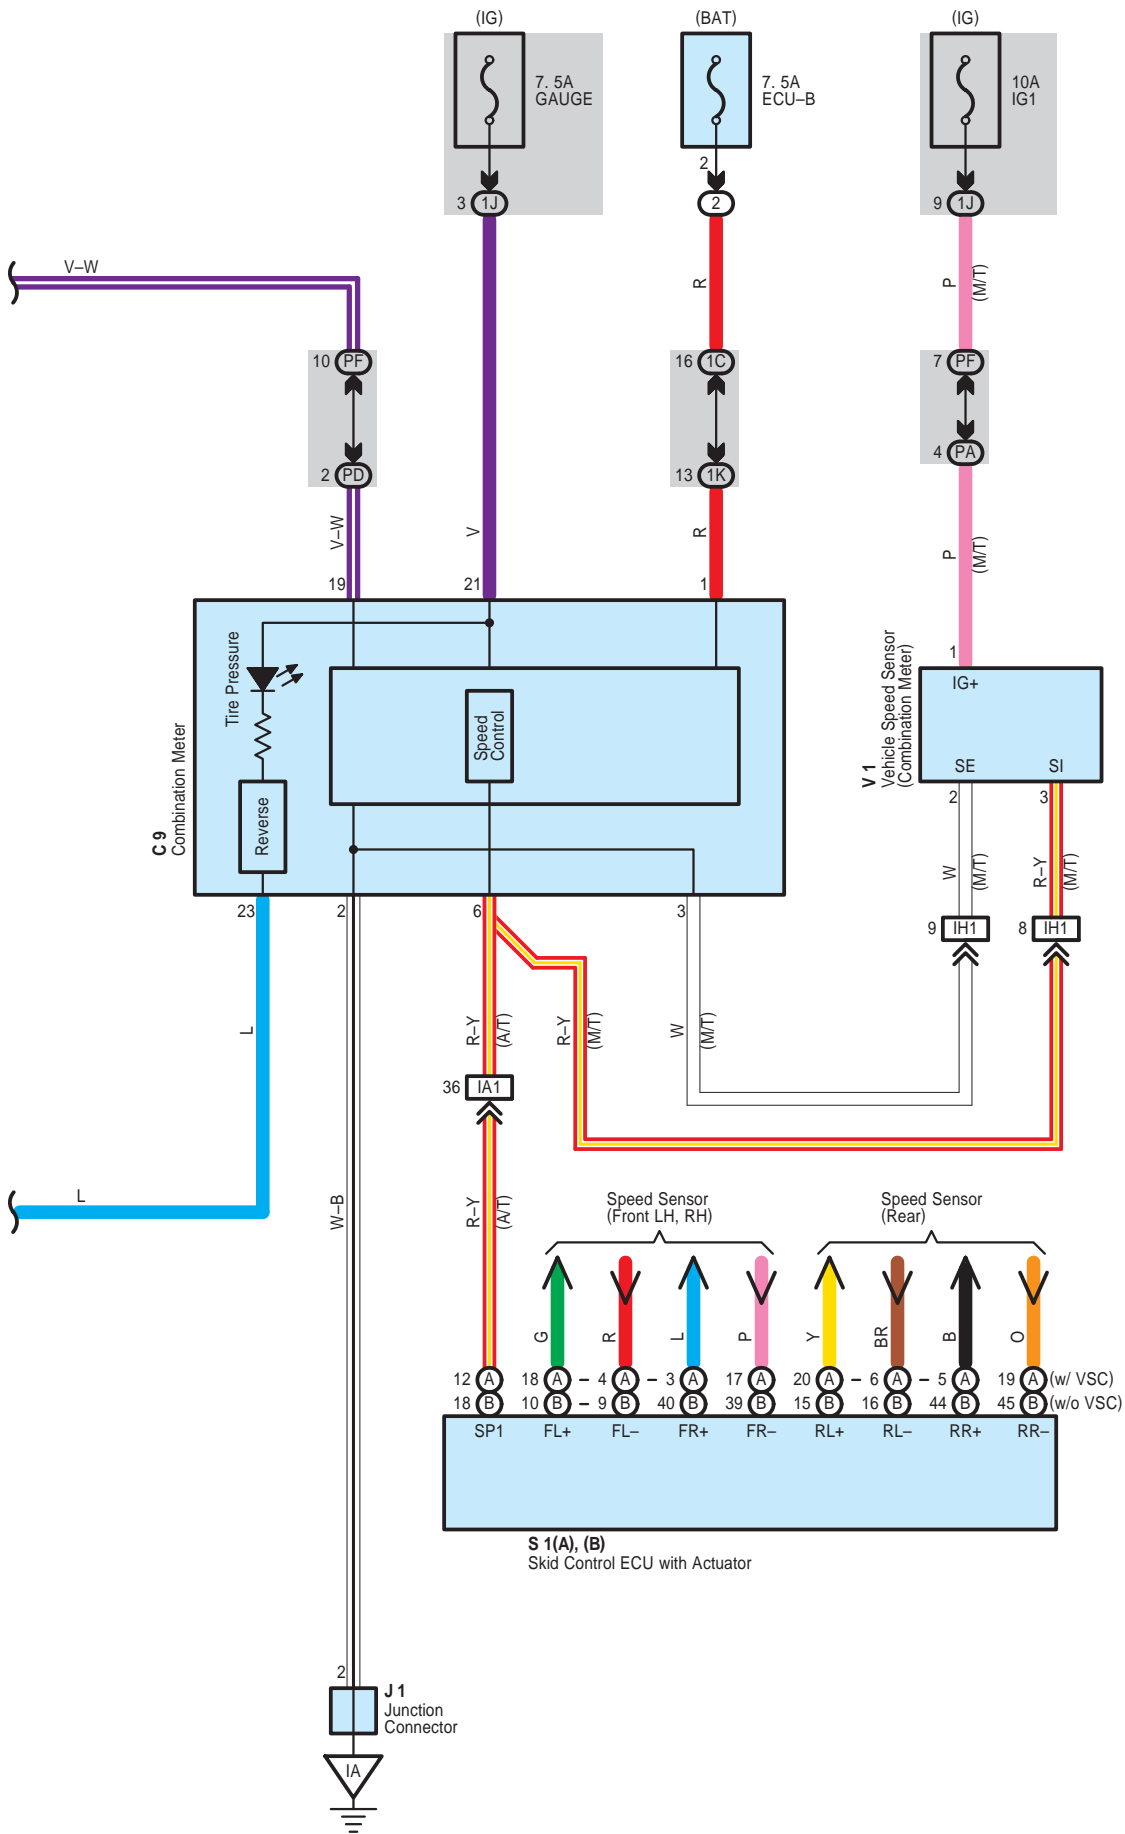 (IG)
(BAT)
(IG)
7. 5A
GAUGE
7. 5A
ECU–B
10A
IG1
2
3 1J
2
9 1J
V–W
R
P
(M/T)
10 PF
16 1C
7 PF
4 PA
2 PD
13 1K
V–W
V
R
P
(M/T)
19
21
1
1
Tire Pressure
Speed
Control
Reverse
C 9
Combination Meter
IG+
SE
SI
V 1
Vehicle Speed Sensor
(Combination Meter)
2
3
W
(M/T)
R–Y
(M/T)
23
2
6
3
9 IH1
8 IH1
L
R–Y
(A/T)
R–Y
(M/T)
W
(M/T)
36 IA1
L
W–B
R–Y
(A/T)
Speed Sensor
(Front LH, RH)
Speed Sensor
(Rear)
G
R
L
P
Y
BR
B
O
12 A 18 A – 4 A – 3 A 17 A 20 A – 6 A – 5 A 19 A (w/ VSC)
18 B 10 B – 9 B 40 B 39 B 15 B 16 B 44 B 45 B (w/o VSC)
SP1 FL+ FL– FR+ FR– RL+ RL– RR+ RR–
S 1(A), (B)
Skid Control ECU with Actuator
2
J 1
Junction
Connector
IA